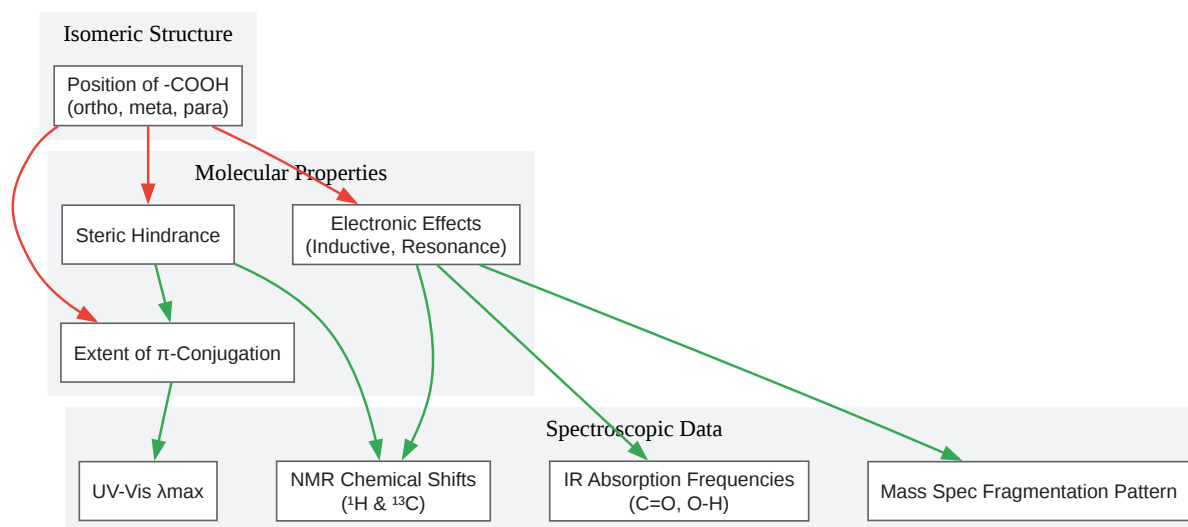 Isomeric Structure
Position of -COOH
(ortho, meta, para)
Molecular Properties
Steric Hindrance
Electronic Effects
(Inductive, Resonance)
Extent of π-Conjugation
Spectroscopic Data
UV-Vis λmax
NMR Chemical Shifts
(¹H & ¹³C)
IR Absorption Frequencies
(C=O, O-H)
Mass Spec Fragmentation Pattern